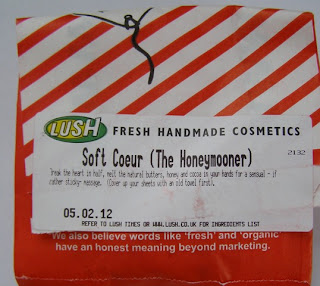 LUSH FRESH HANDMADE COSMETICS
Soft Coeur (The Honeymooner) 2132
Break the heart in half, melt the natural butters, honey and cocoa in your hands for a sensual - if
rather sticky- massage. (Cover up your sheets with an old towel first).
05.02.12
REFER TO LUSH TIMES OR WWW.LUSH.CO.UK FOR INGREDIENTS LIST
We also believe words like 'fresh' and 'organic'
have an honest meaning beyond marketing.